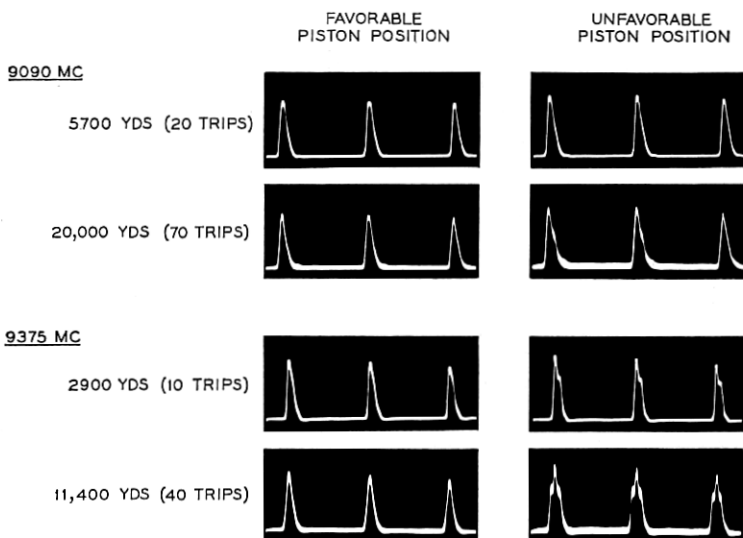 FAVORABLE
PISTON POSITION
UNFAVORABLE
PISTON POSITION
9090 MC
5700 YDS (20 TRIPS)
20,000 YDS (70 TRIPS)
9375 MC
2900 YDS (10 TRIPS)
11,400 YDS (40 TRIPS)